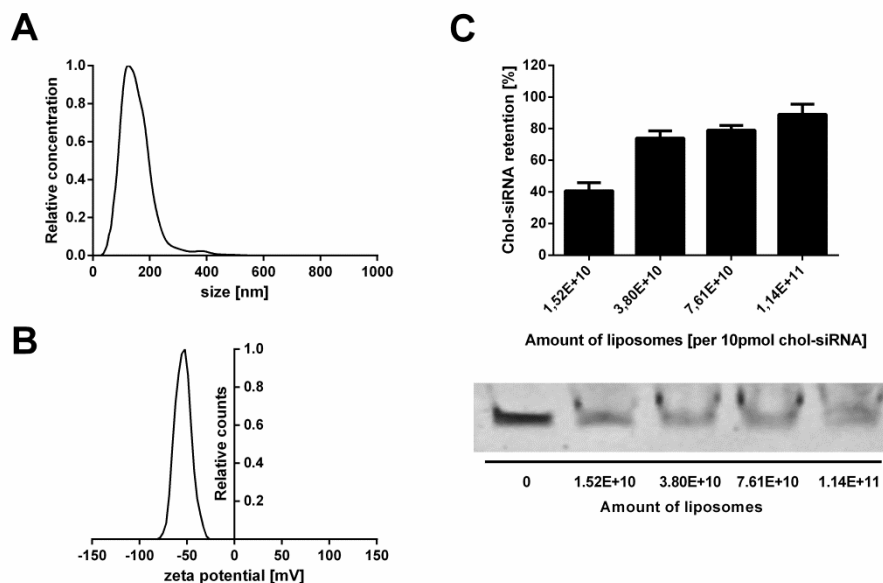 A
Relative concentration
1.0
0.8
0.6
0.4
0.2
0.0
0 200 400 600 800 1000
size [nm]
B
Relative counts
1.0
0.8
0.6
0.4
0.2
-150 -100 -50 0 50 100 150
zeta potential [mV]
C
Chol-siRNA retention [%]
120
100
80
60
40
20
0
1,52E+10 3,80E+10 7,61E+10 1,14E+11
Amount of liposomes [per 10pmol chol-siRNA]
0 1.52E+10 3.80E+10 7.61E+10 1.14E+11
Amount of liposomes